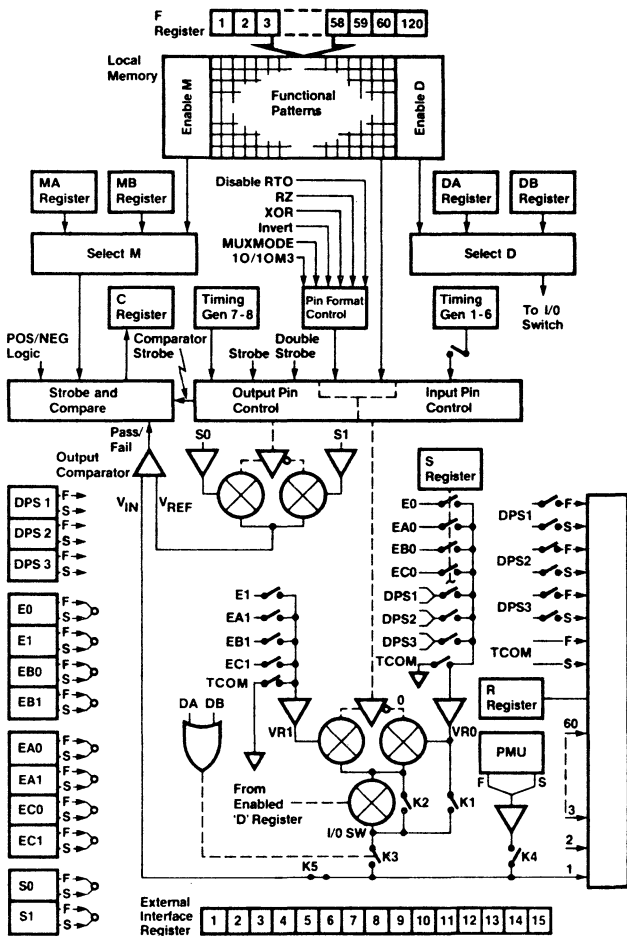 F
Register
1 2 3 58 59 60 120
Local
Memory
Enable M
Functional
Patterns
Enable D
MA
Register
MB
Register
Disable RTO
RZ
XOR
Invert
MUXMODE
1O/1OM3
DA
Register
DB
Register
Select M
Select D
C
Register
Timing
Gen 7-8
Pin Format
Control
Timing
Gen 1-6
To I/0
Switch
POS/NEG
Logic
Comparator
Strobe
Strobe
Double
Strobe
Strobe and
Compare
Output Pin
Control
Input Pin
Control
Pass/
Fail
Output
Comparator
S0
S1
VIN
VREF
S
Register
DPS 1 F S
DPS 2 F S
DPS 3 F S
E0
EA0
EB0
EC0
DPS1
DPS2
DPS3
TCOM
F
DPS1
S
F
DPS2
S
F
DPS3
S
F
TCOM
S
E0 F S
E1 F S
EB0 F S
EB1 F S
E1
EA1
EB1
EC1
TCOM
DA DB
VR1
0
VR0
R
Register
60
PMU
F S
EA0 F S
EA1 F S
EC0 F S
EC1 F S
From
Enabled
'D' Register
I/0 SW
K2
K1
3
K3
K4
2
K5
1
S0 F S
S1 F S
External
Interface
Register
1 2 3 4 5 6 7 8 9 10 11 12 13 14 15